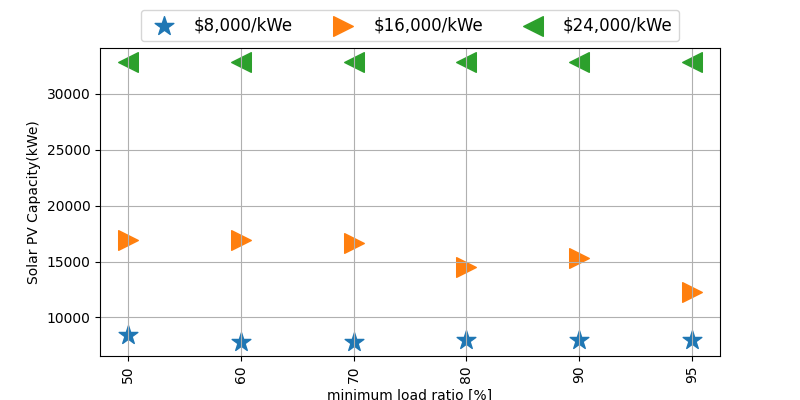 $8,000/kWe $16,000/kWe $24,000/kWe
Solar PV Capacity(kWe)
30000
25000
20000
15000
10000
50 60 70 80 90 95
minimum load ratio [%]